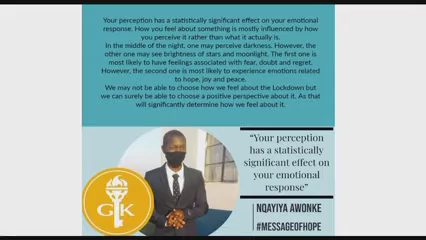 Your perception has a statistically significant effect on your emotional
response. How you feel about something is mostly influenced by how
you perceive it rather than what it actually is.
In the middle of the night, one may perceive darkness. However, the
other one may see brightness of stars and moonlight. The first one is
most likely to have feelings associated with fear, doubt and regret.
However, the second one is most likely to experience emotions related
to hope, joy and peace.
We may not be able to choose how we feel about the Lockdown but
we can surely be able to choose a positive perspective about it. As that
will significantly determine how we feel about it.
“Your perception
has a statistically
significant effect on
your emotional
response”
G K
NQAYIYA AWONKE
#MESSAGEOFHOPE